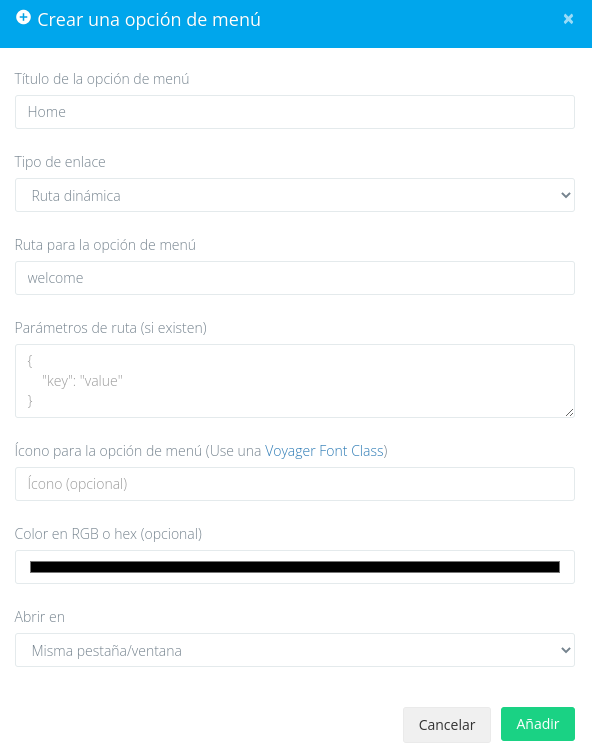 Crear una opción de menú
×
Título de la opción de menú
Home
Tipo de enlace
Ruta dinámica
Ruta para la opción de menú
welcome
Parámetros de ruta (si existen)
{
    "key": "value"
}
Ícono para la opción de menú (Use una Voyager Font Class)
Ícono (opcional)
Color en RGB o hex (opcional)
Abrir en
Misma pestaña/ventana
Cancelar Añadir